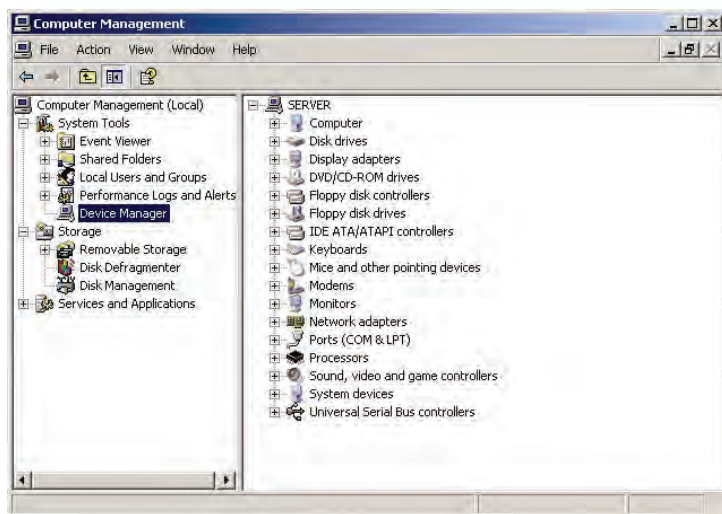 Computer Management
File Action View Window Help
Computer Management (Local)
System Tools
Event Viewer
Shared Folders
Local Users and Groups
Performance Logs and Alerts
Device Manager
Storage
Removable Storage
Disk Defragmenter
Disk Management
Services and Applications
SERVER
Computer
Disk drives
Display adapters
DVD/CD-ROM drives
Floppy disk controllers
Floppy disk drives
IDE ATA/ATAPI controllers
Keyboards
Mice and other pointing devices
Modems
Monitors
Network adapters
Ports (COM & LPT)
Processors
Sound, video and game controllers
System devices
Universal Serial Bus controllers